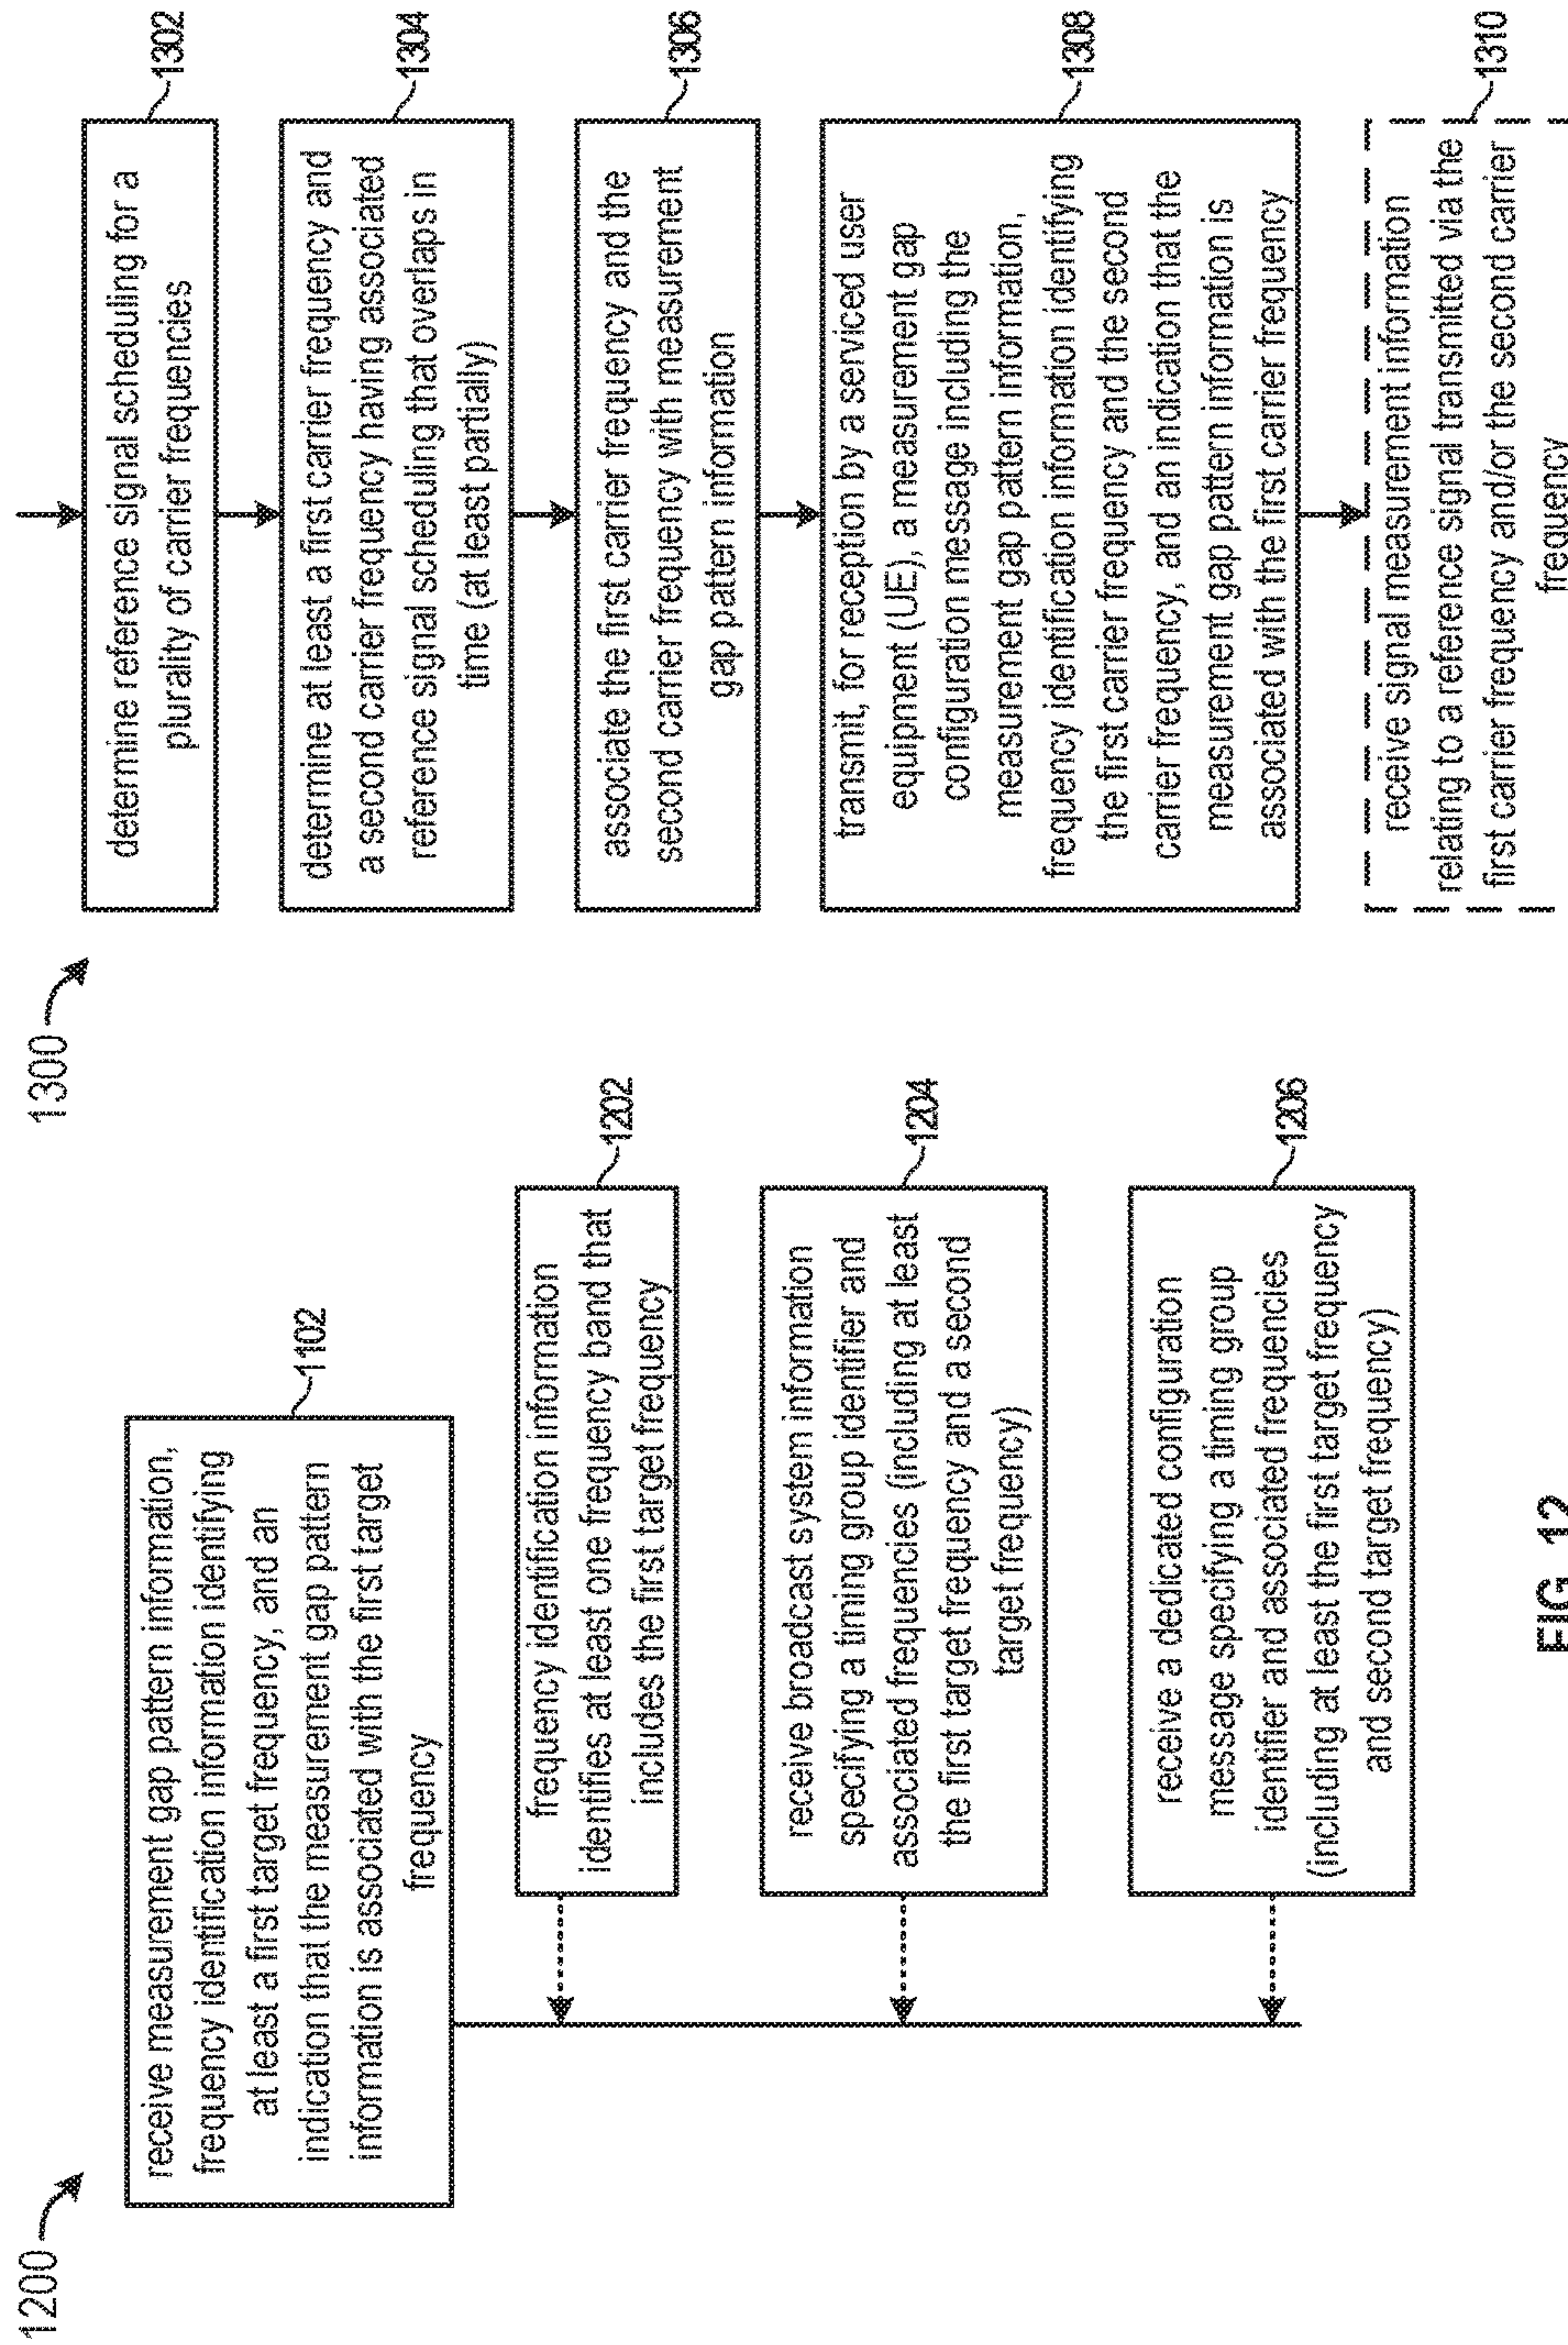 1200
receive measurement gap pattern information,
frequency identification information identifying
at least a first target frequency, and an
indication that the measurement gap pattern
information is associated with the first target
frequency
1102
frequency identification information
identifies at least one frequency band that
includes the first target frequency
1202
receive broadcast system information
specifying a timing group identifier and
associated frequencies (including at least
the first target frequency and a second
target frequency)
1204
receive a dedicated configuration
message specifying a timing group
identifier and associated frequencies
(including at least the first target frequency
and second target frequency)
1206
FIG. 12
1300
determine reference signal scheduling for a
plurality of carrier frequencies
1302
determine at least a first carrier frequency and
a second carrier frequency having associated
reference signal scheduling that overlaps in
time (at least partially)
1304
associate the first carrier frequency and the
second carrier frequency with measurement
gap pattern information
1306
transmit, for reception by a serviced user
equipment (UE), a measurement gap
configuration message including the
measurement gap pattern information,
frequency identification information identifying
the first carrier frequency and the second
carrier frequency, and an indication that the
measurement gap pattern information is
associated with the first carrier frequency
1308
receive signal measurement information
relating to a reference signal transmitted via the
first carrier frequency and/or the second carrier
frequency
1310